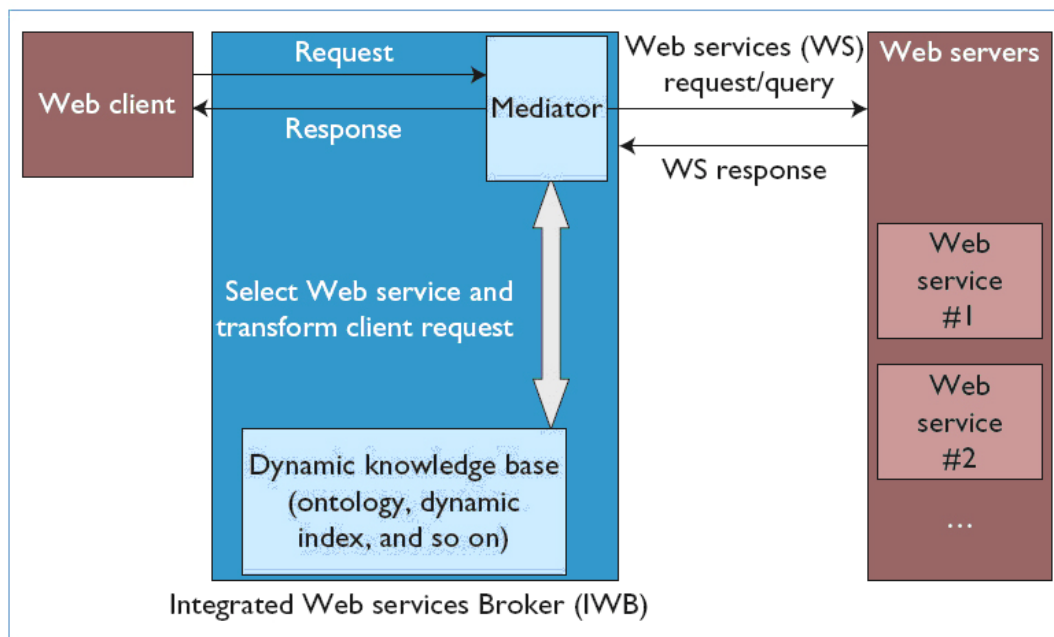 Web client
Request
Response
Mediator
Web services (WS)
request/query
WS response
Web servers
Select Web service and
transform client request
Dynamic knowledge base
(ontology, dynamic
index, and so on)
Web
service
#1
Web
service
#2
...
Integrated Web services Broker (IWB)